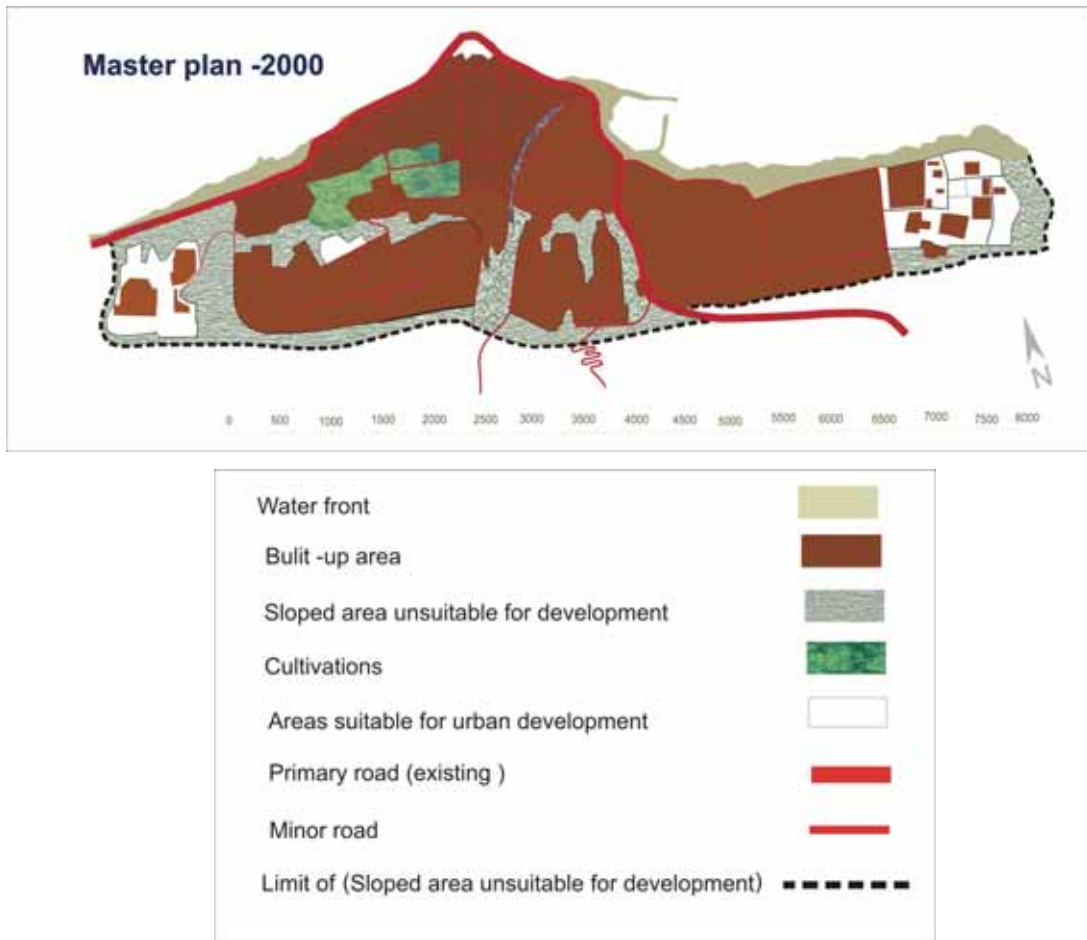 Master plan -2000
N
0 500 1000 1500 2000 2500 3000 3500 4000 4500 5000 5500 6000 6500 7000 7500 8000
Water front
Bulit -up area
Sloped area unsuitable for development
Cultivations
Areas suitable for urban development
Primary road (existing )
Minor road
Limit of (Sloped area unsuitable for development)